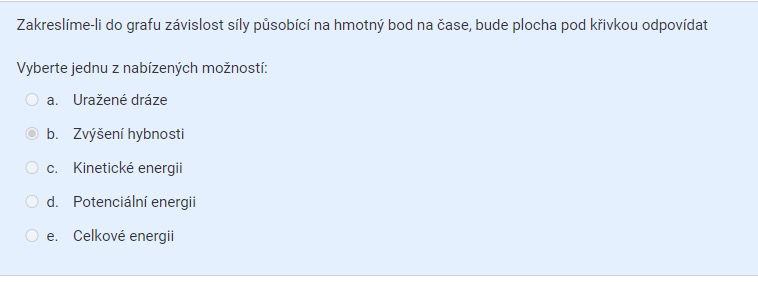 Zakreslíme-li do grafu závislost síly působící na hmotný bod na čase, bude plocha pod křivkou odpovídat
Vyberte jednu z nabízených možností:
a. Uražené dráze
b. Zvýšení hybnosti
c. Kinetické energii
d. Potenciální energii
e. Celkové energii